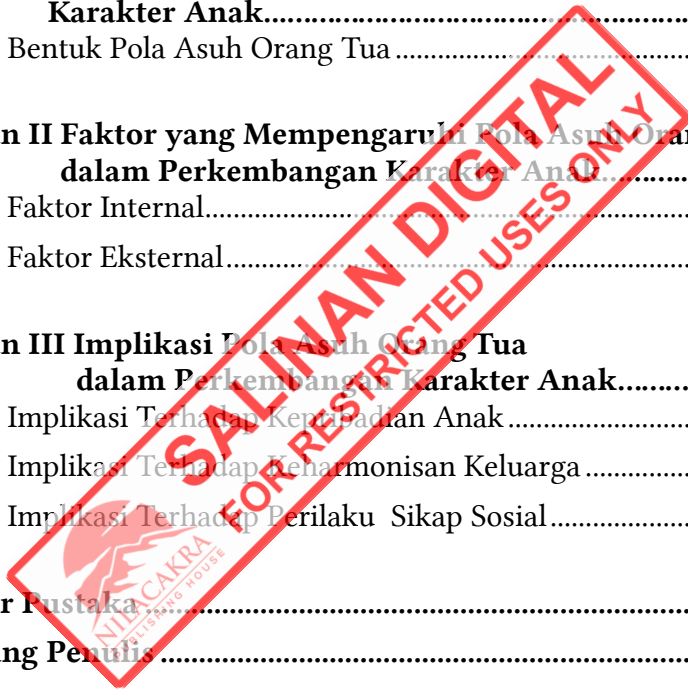 Karakter Anak................................................
Bentuk Pola Asuh Orang Tua................................
n II Faktor yang Mempengaruhi Pola Asuh Oran
dalam Perkembangan Karakter Anak...........
Faktor Internal................................................
Faktor Eksternal................................................
n III Implikasi Pola Asuh Orang Tua
dalam Perkembangan Karakter Anak.........
Implikasi Terhadap Kepribadian Anak......................
Implikasi Terhadap Keharmonisan Keluarga.............
Implikasi Terhadap Perilaku Sikap Sosial.................
r Pustaka................................................
ng Penulis................................................
SALINAN DIGITAL
FOR RESTRICTED USES ONLY
NILACAKRA
PUBLISHING HOUSE